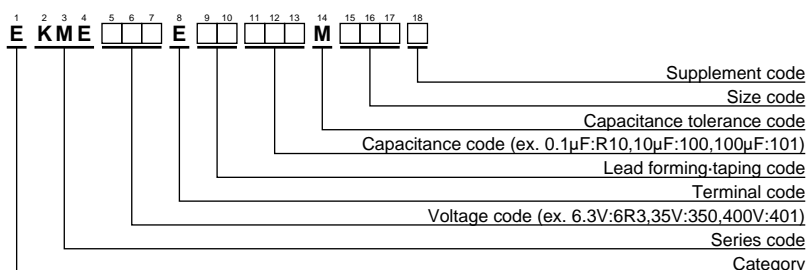 1 2 3 4 5 6 7 8 9 10 11 12 13 14 15 16 17 18
E KME E M
Supplement code
Size code
Capacitance tolerance code
Capacitance code (ex. 0.1µF:R10,10µF:100,100µF:101)
Lead forming·taping code
Terminal code
Voltage code (ex. 6.3V:6R3,35V:350,400V:401)
Series code
Category